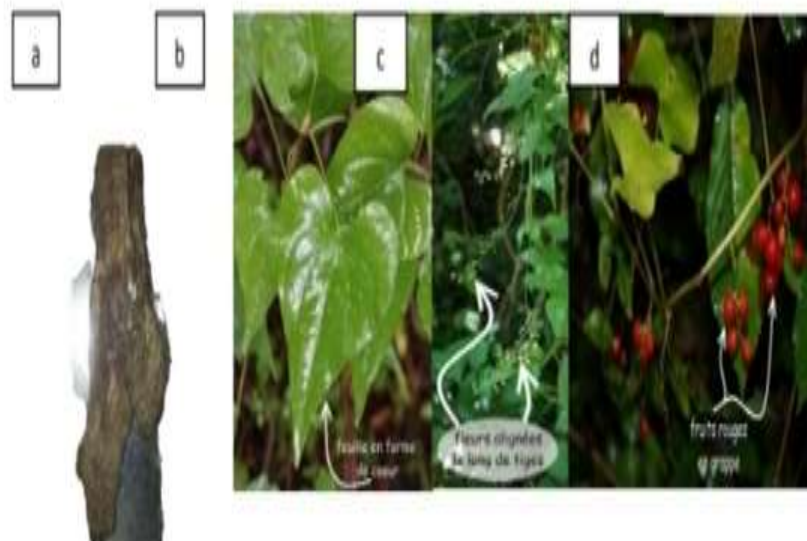 a
b
c
d
feuille en forme
de coeur
fleurs alignées
le long de tiges
fruits rouges
en grappe